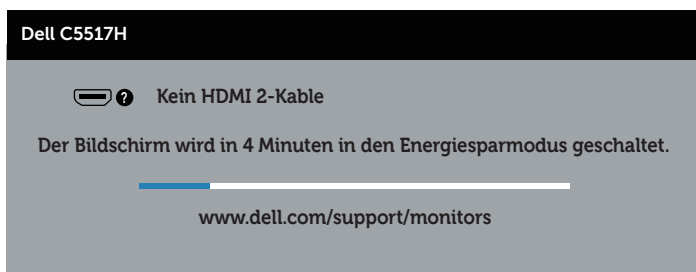 Dell C5517H
? Kein HDMI 2-Kable
Der Bildschirm wird in 4 Minuten in den Energiesparmodus geschaltet.
www.dell.com/support/monitors